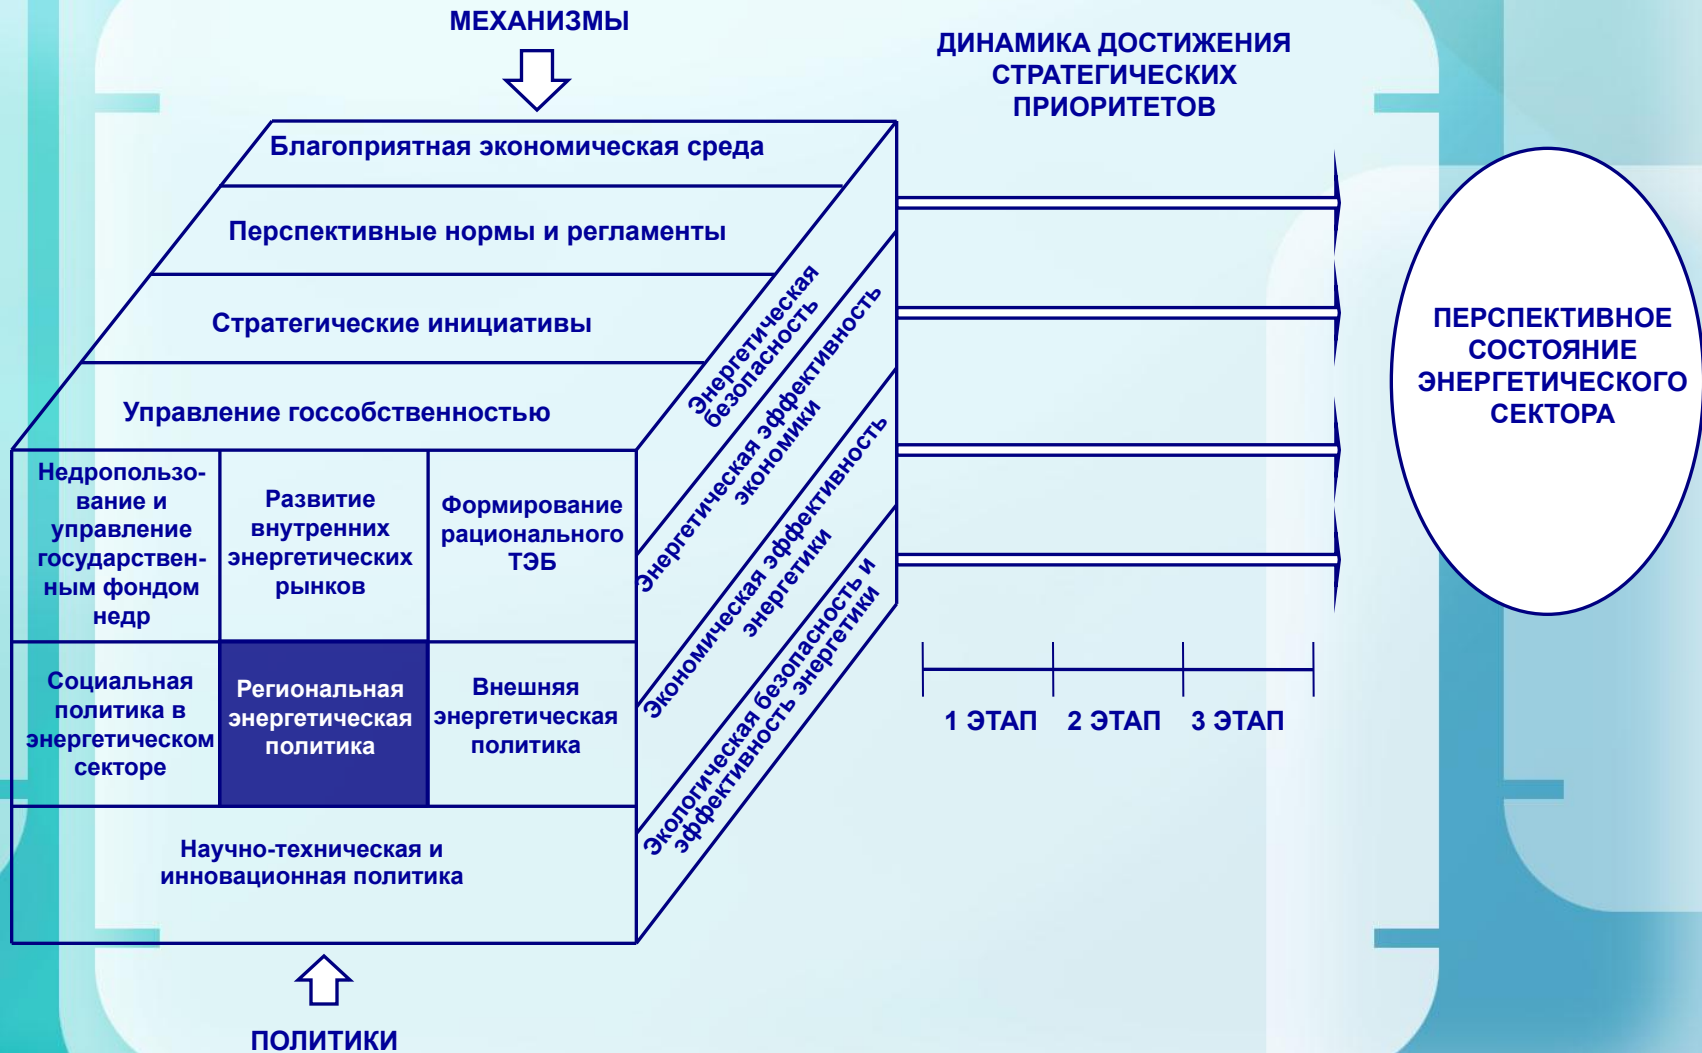 МЕХАНИЗМЫ
ДИНАМИКА ДОСТИЖЕНИЯ
СТРАТЕГИЧЕСКИХ
ПРИОРИТЕТОВ
Благоприятная экономическая среда
Перспективные нормы и регламенты
Стратегические инициативы
Управление госсобственностью
Недропользо-
вание и
управление
государствен-
ным фондом
недр
Развитие
внутренних
энергетических
рынков
Формирование
рационального
ТЭБ
Социальная
политика в
энергетическом
секторе
Региональная
энергетическая
политика
Внешняя
энергетическая
политика
Научно-техническая и
инновационная политика
Энергетическая
безопасность
Энергетическая эффективность
экономики
Экономическая эффективность
энергетики
Экологическая безопасность и
эффективность энергетики
1 ЭТАП
2 ЭТАП
3 ЭТАП
ПЕРСПЕКТИВНОЕ
СОСТОЯНИЕ
ЭНЕРГЕТИЧЕСКОГО
СЕКТОРА
ПОЛИТИКИ